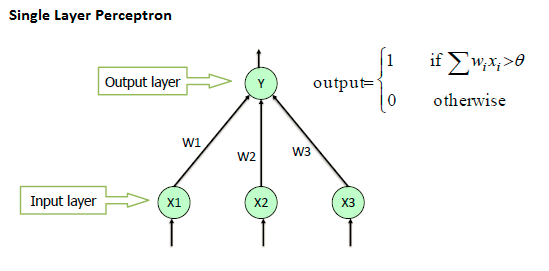 Single Layer Perceptron
Output layer
Y
output= {1 if ∑wᵢxᵢ>θ
0 otherwise
W1
W2
W3
Input layer
X1
X2
X3